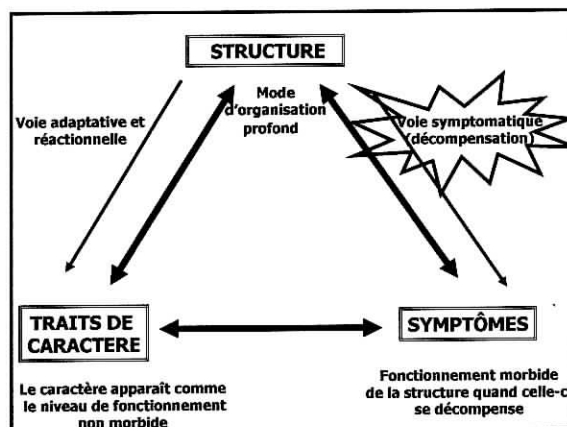 STRUCTURE
Mode
d'organisation
profond
Voie adaptative et
réactionnelle
Voie symptomatique
(décompensation)
TRAITS DE
CARACTERE
SYMPTÔMES
Le caractère apparaît comme
le niveau de fonctionnement
non morbide
Fonctionnement morbide
de la structure quand celle-c
se décompense